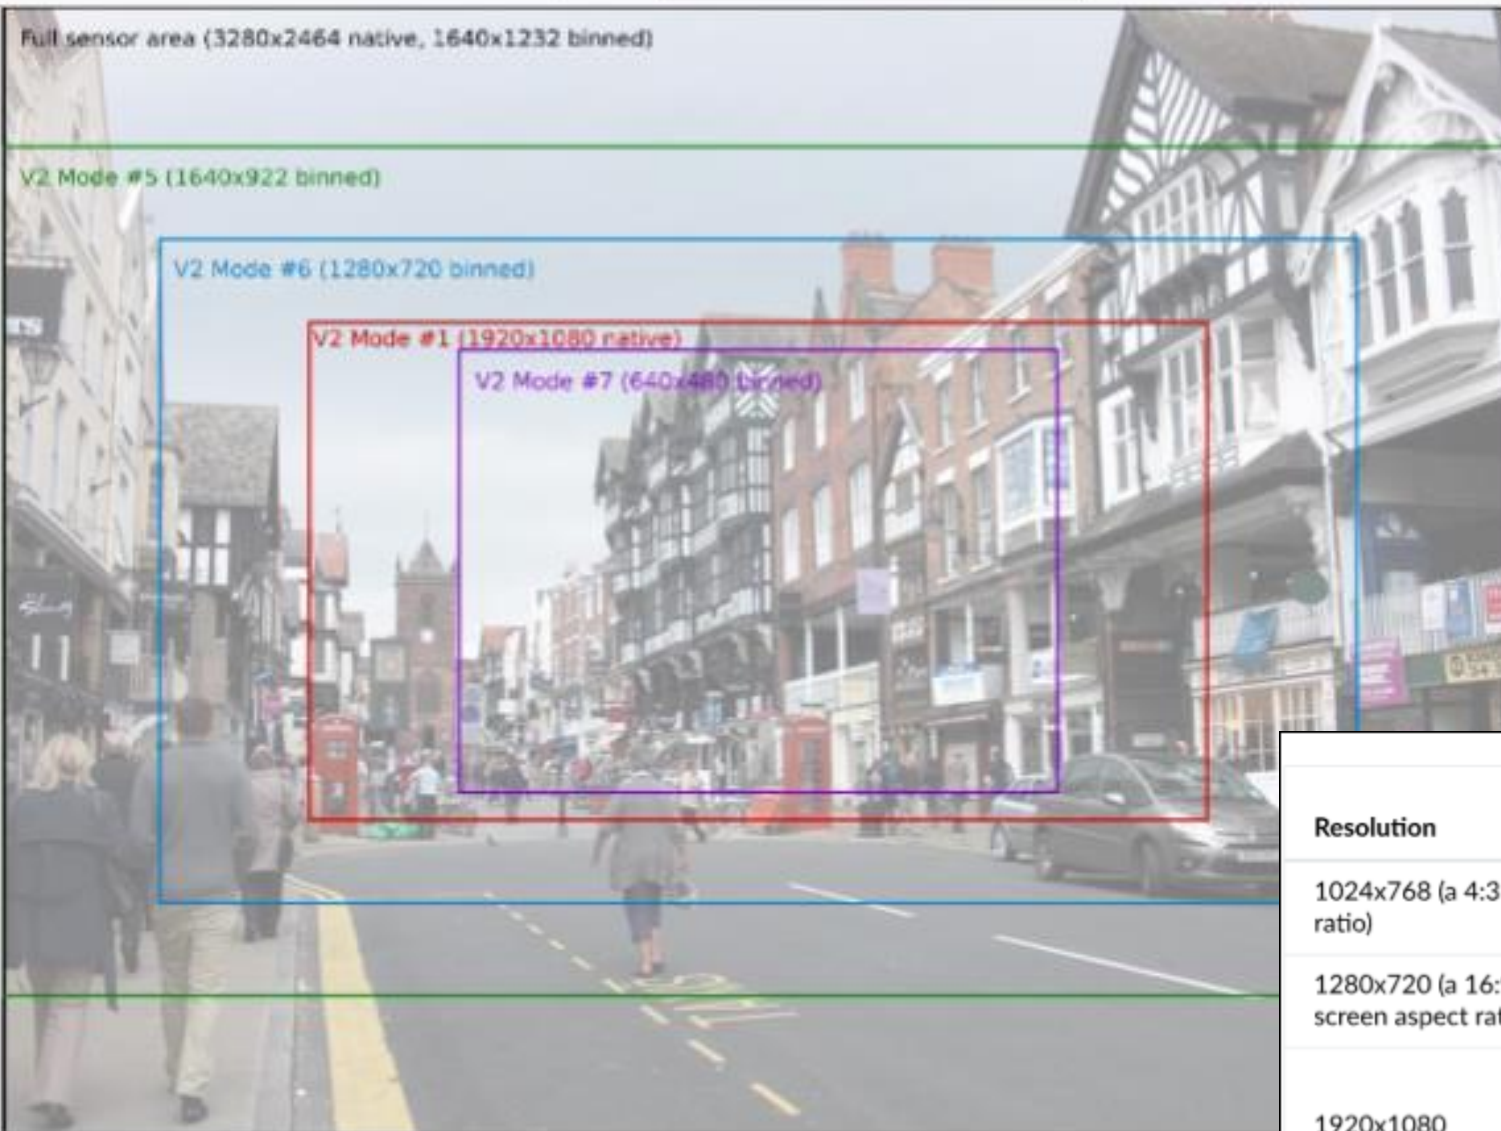 Full sensor area (3280x2464 native, 1640x1232 binned)
V2 Mode #5 (1640x922 binned)
V2 Mode #6 (1280x720 binned)
V2 Mode #1 (1920x1080 native)
V2 Mode #7 (640x480 binned)
Resolution
1024x768 (a 4:3
ratio)
1280x720 (a 16:
screen aspect rat
1920x1080